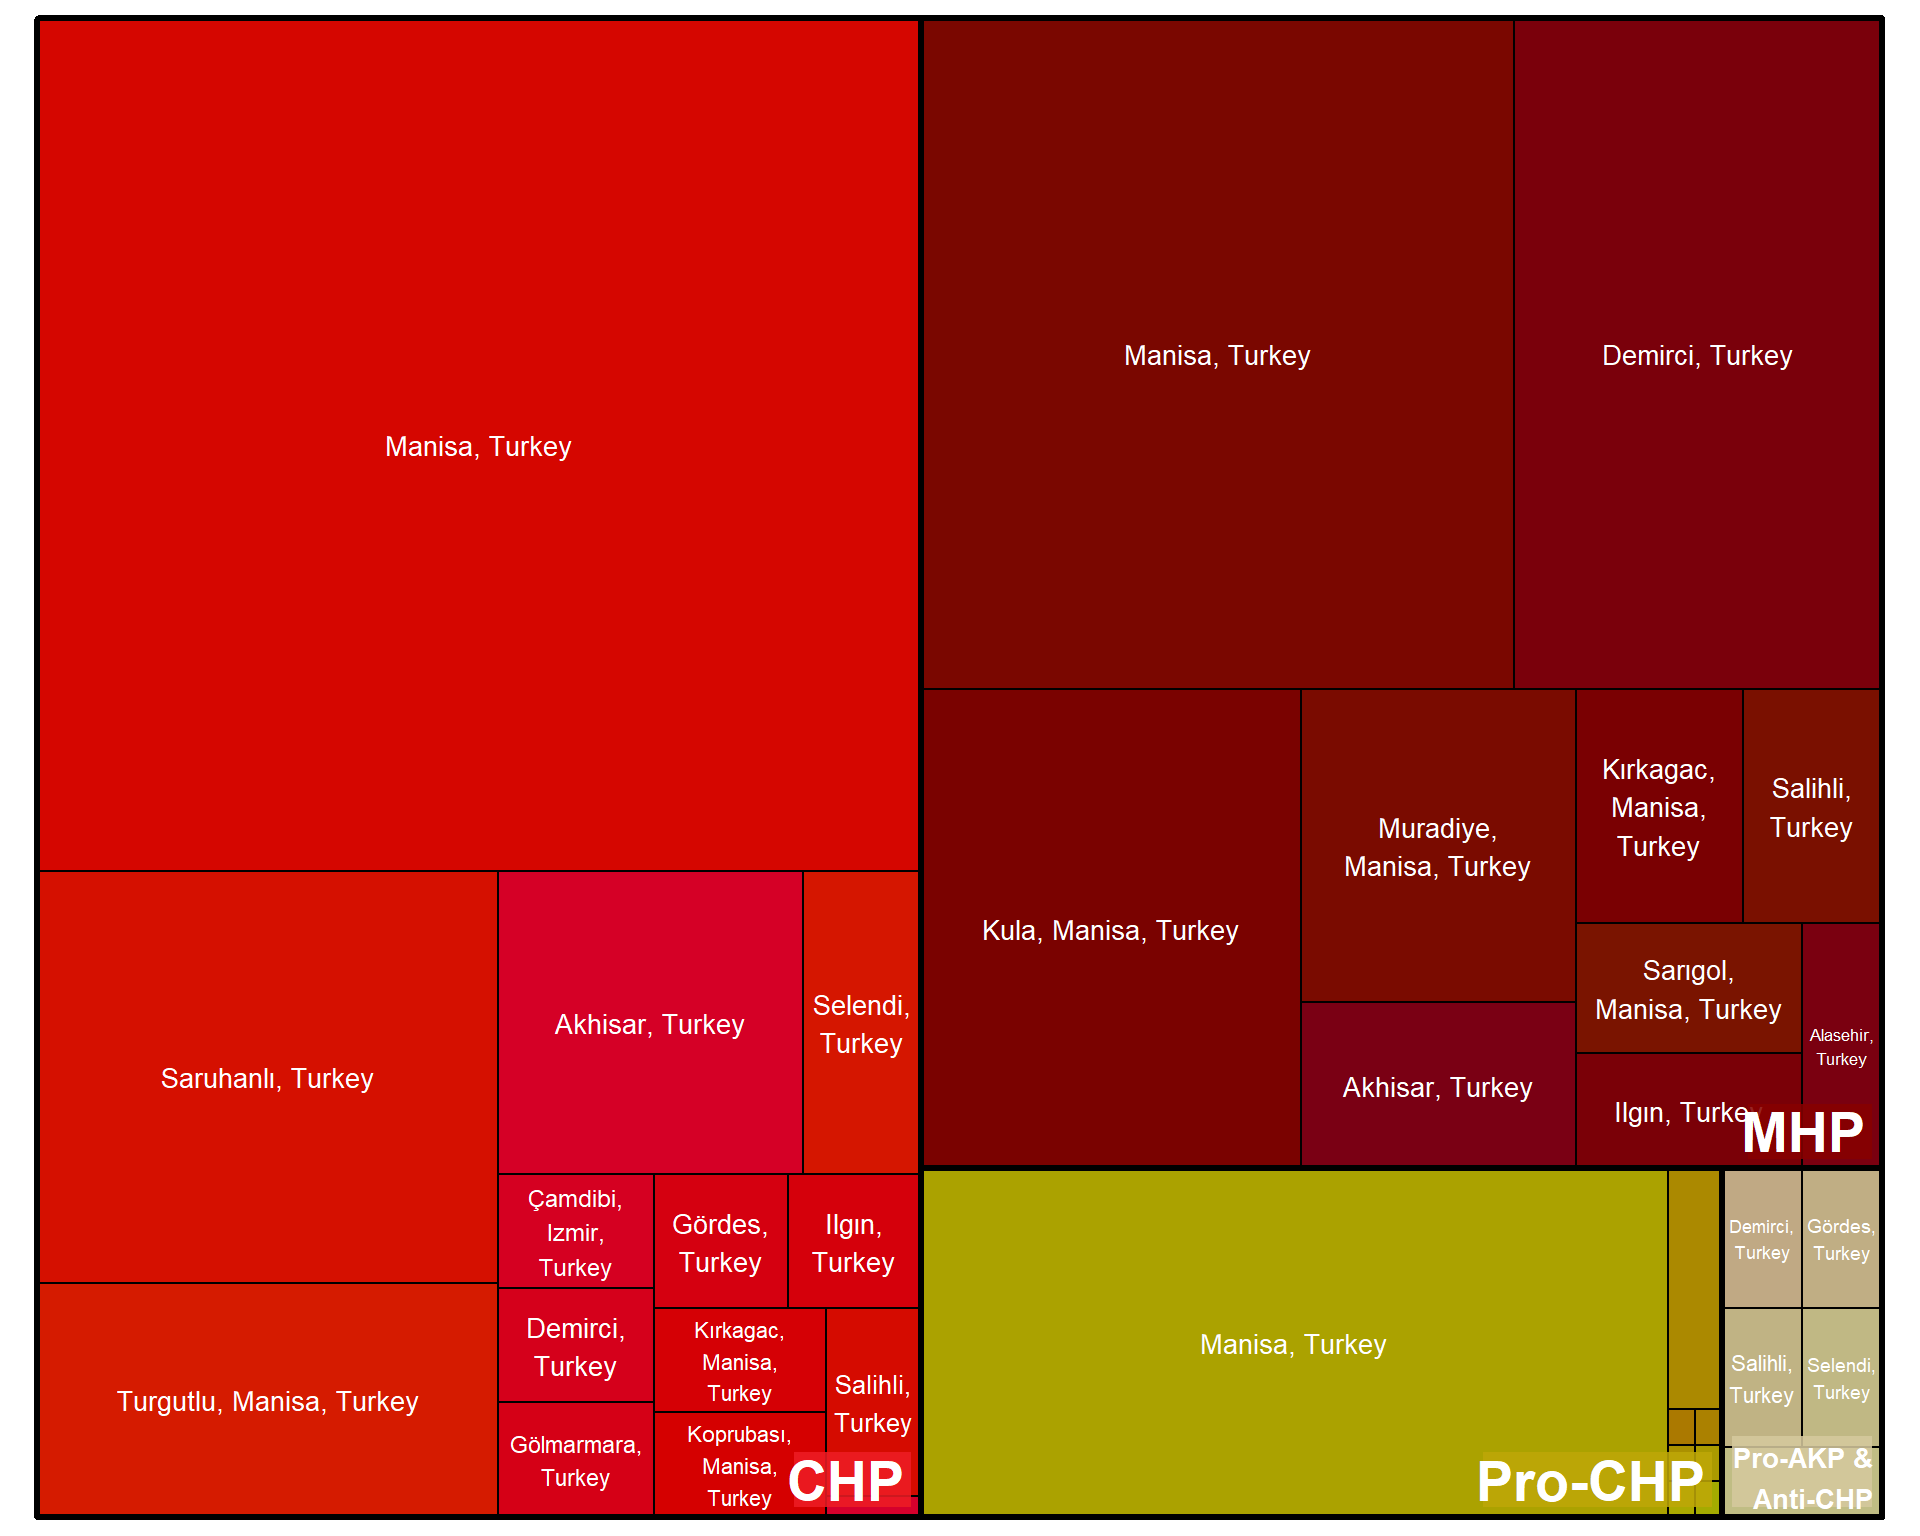 Manisa, Turkey
Saruhanlı, Turkey
Turgutlu, Manisa, Turkey
Akhisar, Turkey
Selendi,
Turkey
Çamdibi,
Izmir,
Turkey
Gördes,
Turkey
Ilgın,
Turkey
Demirci,
Turkey
Gölmarmara,
Turkey
Kırkagac,
Manisa,
Turkey
Koprubası,
Manisa,
Turkey
Salihli,
Turkey
CHP
Manisa, Turkey
Demirci, Turkey
Kula, Manisa, Turkey
Muradiye,
Manisa, Turkey
Akhisar, Turkey
Kırkagac,
Manisa,
Turkey
Salihli,
Turkey
Sarıgol,
Manisa, Turkey
Alasehir,
Turkey
Ilgın, Turkey
MHP
Manisa, Turkey
Pro-CHP
Demirci,
Turkey
Gördes,
Turkey
Salihli,
Turkey
Selendi,
Turkey
Pro-AKP &
Anti-CHP